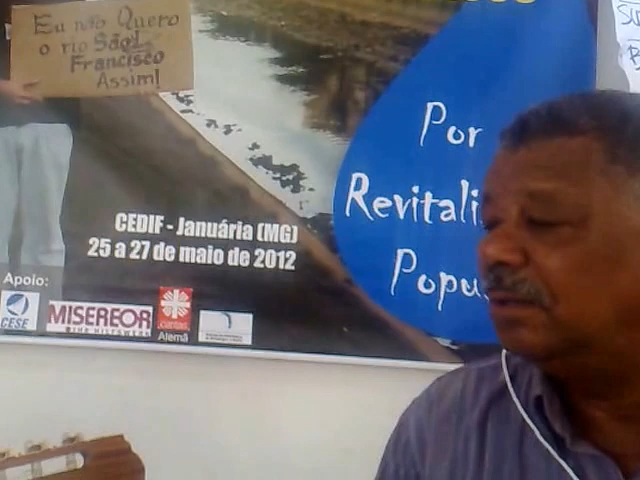 Eu não Quero
o rio São
Francisco
Assim!
Por
Revitali
Popu
CEDIF - Januária (MG)
25 a 27 de maio de 2012
Apoio:
CESE
MISEREOR
caritas
Alemã